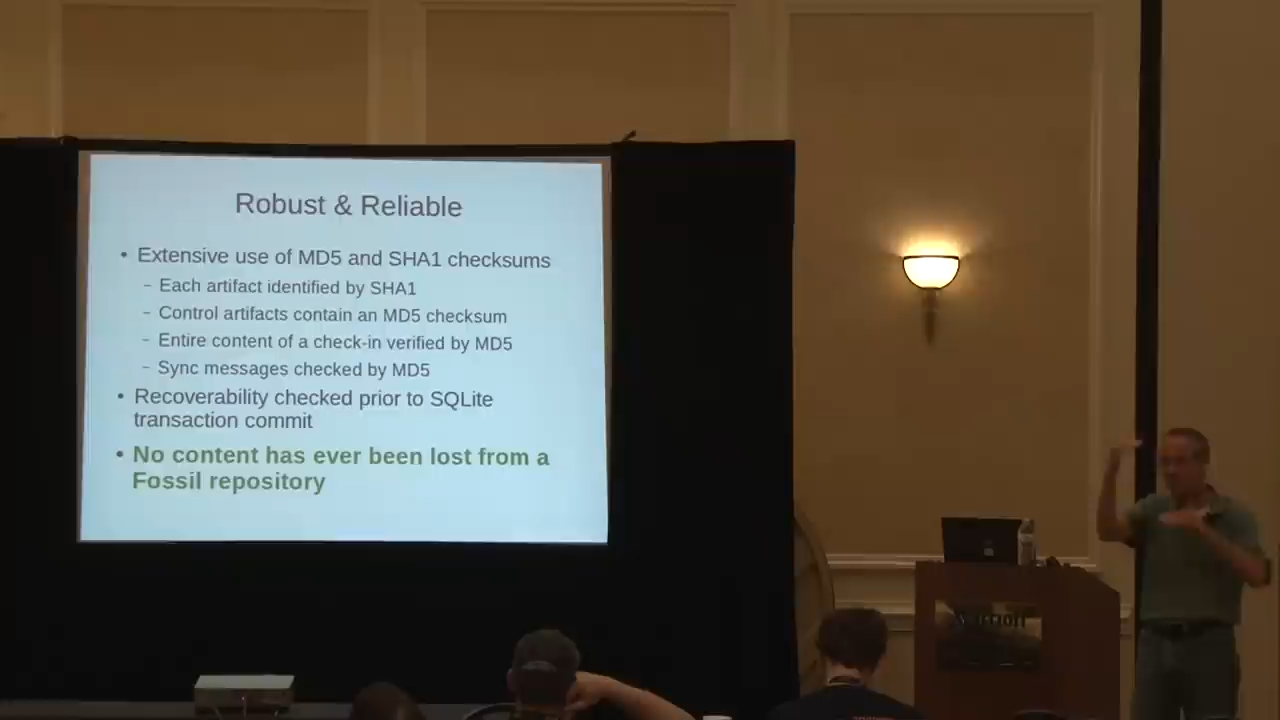 Robust & Reliable
• Extensive use of MD5 and SHA1 checksums
– Each artifact identified by SHA1
– Control artifacts contain an MD5 checksum
– Entire content of a check-in verified by MD5
– Sync messages checked by MD5
• Recoverability checked prior to SQLite
transaction commit
• No content has ever been lost from a
Fossil repository
Marriott